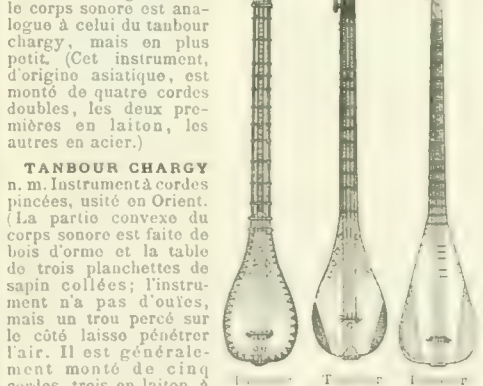 le corps sonore est ana-
logue à celui du tanbour
chargy, mais en plus
petit. (Cet instrument,
d'origine asiatique, est
monté de quatre cordes
doubles, les deux pre-
mières en laiton, les
autres en acier.)
TANBOUR CHARGY
n. m. Instrument à cordes
pincées, usité en Orient.
(La partie convexe du
corps sonore est faite de
bois d'orme et la table
de trois planchettes de
sapin collées; l'instru-
ment n'a pas d'ouïes,
mais un trou percé sur
le côté laisse pénétrer
l'air. Il est générale-
ment monté de cinq
cordes, trois en laiton à